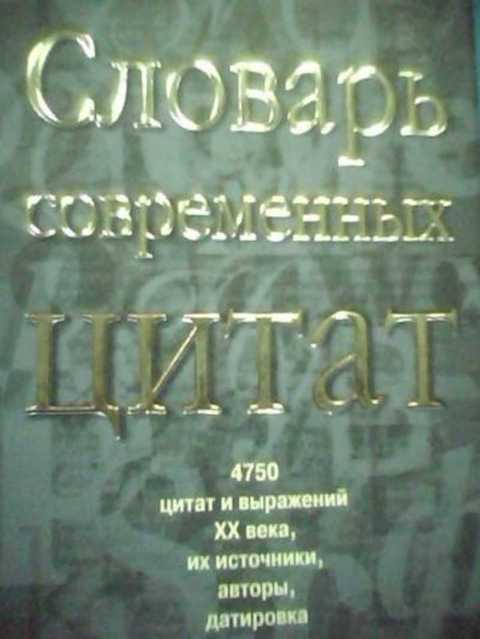 Словарь
современных
цитат
4750
цитат и выражений
XX века,
их источники,
авторы,
датировка